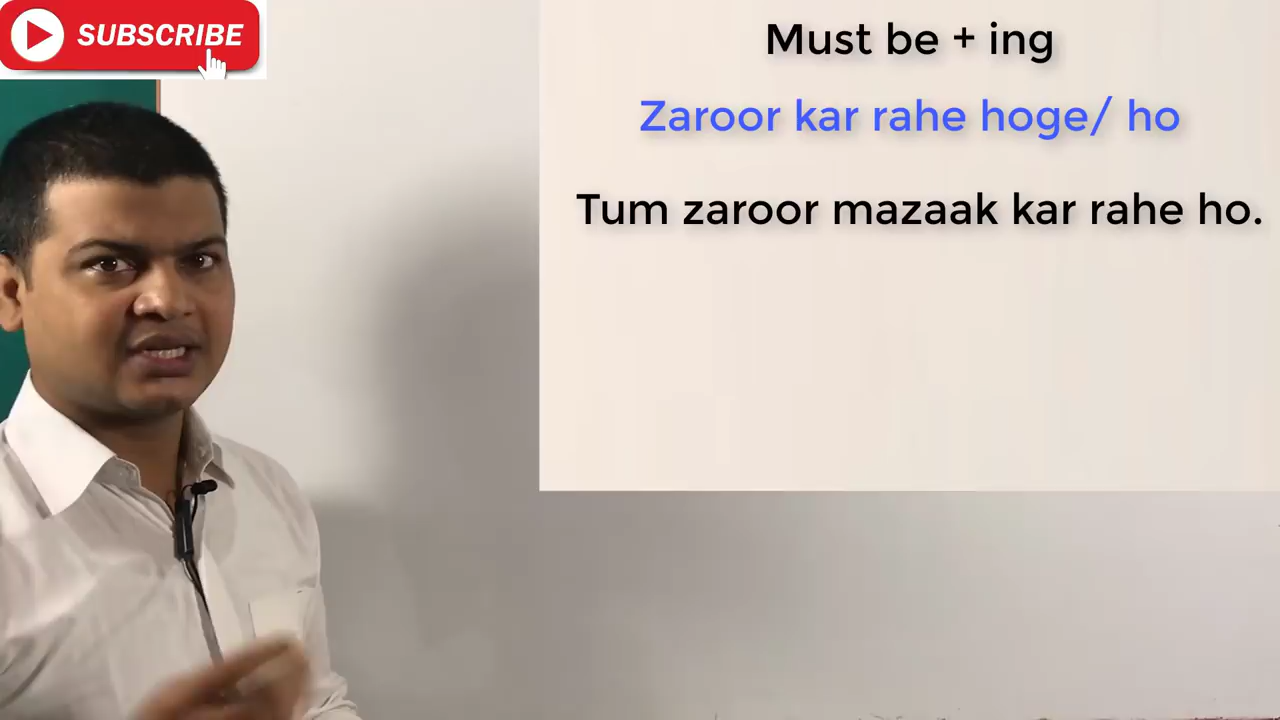 SUBSCRIBE
Must be + ing
Zaroor kar rahe hoge/ ho
Tum zaroor mazaak kar rahe ho.